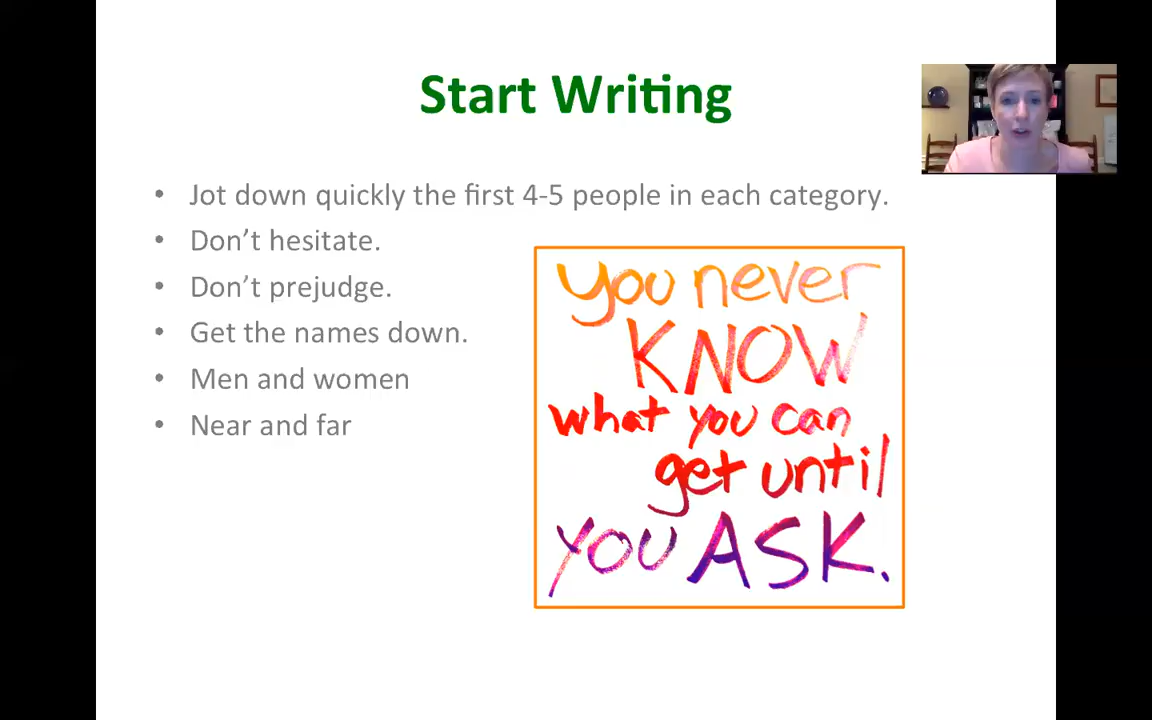 Start Writing
• Jot down quickly the first 4-5 people in each category.
• Don’t hesitate.
• Don’t prejudge.
• Get the names down.
• Men and women
• Near and far
you never
KNOW
what you can
get until
YOU ASK.